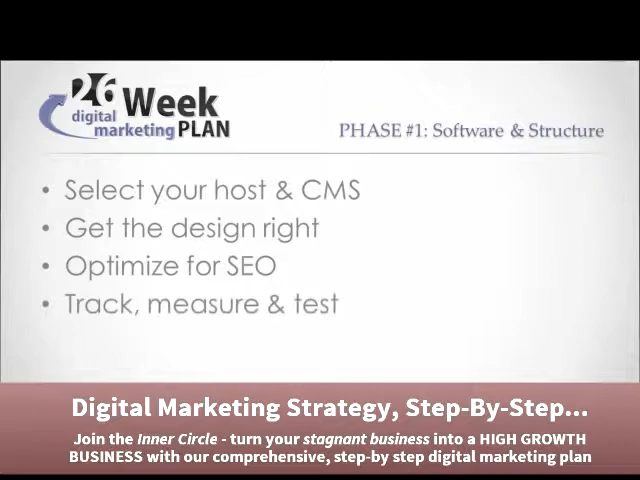 26 Week
digital
marketing PLAN
PHASE #1: Software & Structure
• Select your host & CMS
• Get the design right
• Optimize for SEO
• Track, measure & test
Digital Marketing Strategy, Step-By-Step...
Join the Inner Circle - turn your stagnant business into a HIGH GROWTH
BUSINESS with our comprehensive, step-by step digital marketing plan